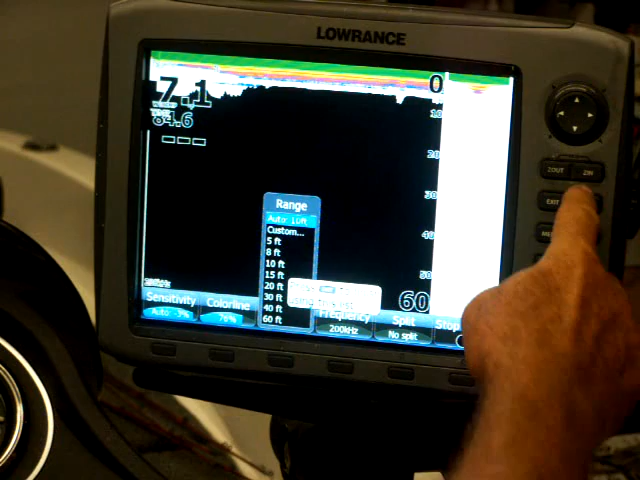 LOWRANCE
7.1
84.6
0
10
20
30
40
50
60
Range
Auto 10ft
Custom...
5 ft
8 ft
10 ft
15 ft
20 ft
30 ft
40 ft
60 ft
Sensitivity
Auto -3%
Colorline
76%
Frequency
200kHz
Split
No split
Stop
ZOUT
ZIN
EXIT